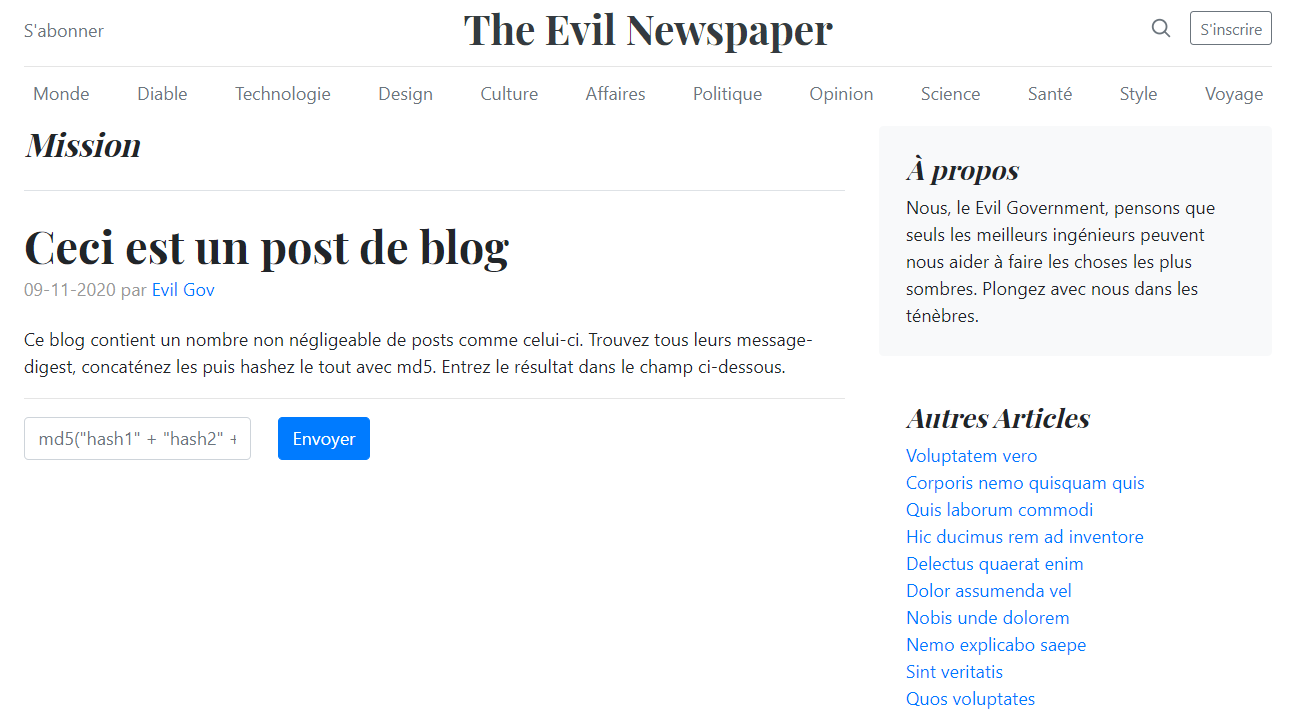 S'abonner
The Evil Newspaper
S'inscrire
Monde Diable Technologie Design Culture Affaires Politique Opinion Science Santé Style Voyage
Mission
Ceci est un post de blog
09-11-2020 par Evil Gov
Ce blog contient un nombre non négligeable de posts comme celui-ci. Trouvez tous leurs message-
digest, concaténez les puis hashez le tout avec md5. Entrez le résultat dans le champ ci-dessous.
md5("hash1" + "hash2" +
Envoyer
À propos
Nous, le Evil Government, pensons que
seuls les meilleurs ingénieurs peuvent
nous aider à faire les choses les plus
sombres. Plongez avec nous dans les
ténèbres.
Autres Articles
Voluptatem vero
Corporis nemo quisquam quis
Quis laborum commodi
Hic ducimus rem ad inventore
Delectus quaerat enim
Dolor assumenda vel
Nobis unde dolorem
Nemo explicabo saepe
Sint veritatis
Quos voluptates